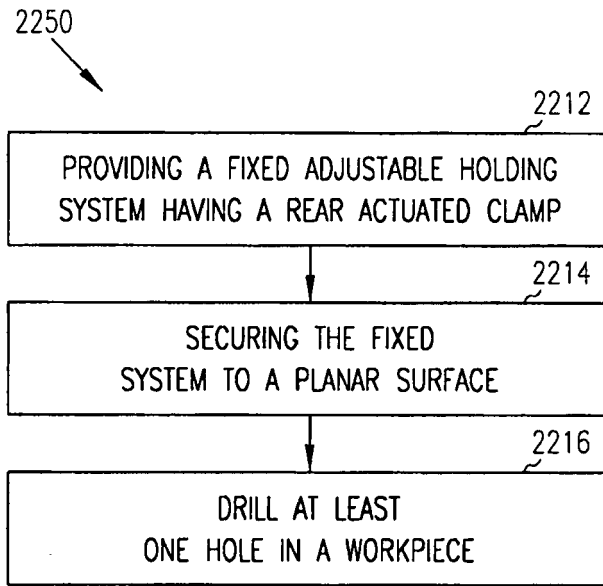 2250
2212
PROVIDING A FIXED ADJUSTABLE HOLDING
SYSTEM HAVING A REAR ACTUATED CLAMP
2214
SECURING THE FIXED
SYSTEM TO A PLANAR SURFACE
2216
DRILL AT LEAST
ONE HOLE IN A WORKPIECE